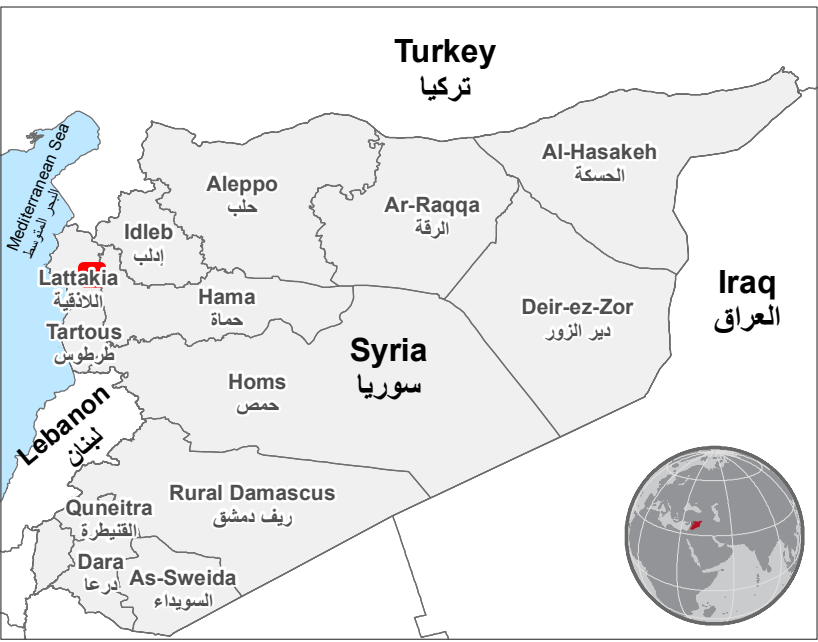 Turkey
تركيا
Mediterranean Sea
البحر المتوسط
Al-Hasakeh
الحسكة
Aleppo
حلب
Ar-Raqqa
الرقة
Idleb
إدلب
Lattakia
اللاذقية
Hama
حماة
Deir-ez-Zor
دير الزور
Iraq
العراق
Tartous
طرطوس
Syria
سوريا
Homs
حمص
Lebanon
لبنان
Rural Damascus
ريف دمشق
Quneitra
القنيطرة
Dara
درعا
As-Sweida
السويداء